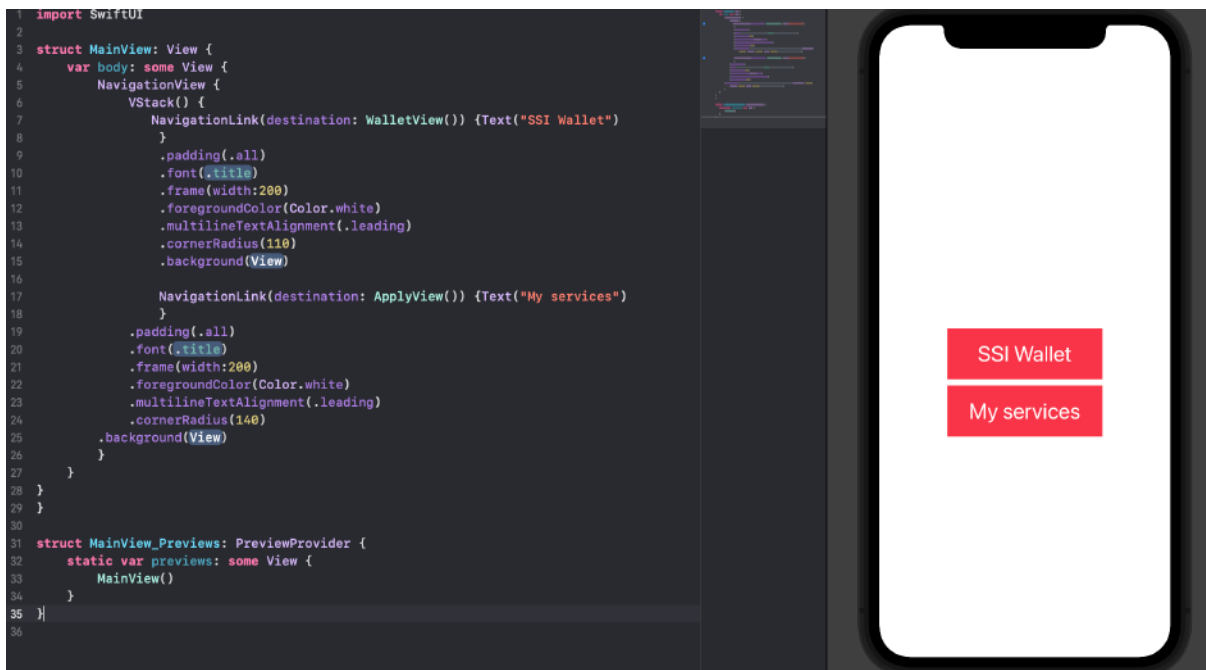 1 import SwiftUI
2
3 struct MainView: View {
4 var body: some View {
5 NavigationView {
6 VStack() {
7 NavigationLink(destination: WalletView()) {Text("SSI Wallet")
8 }
9 .padding(.all)
10 .font(.title)
11 .frame(width:200)
12 .foregroundColor(Color.white)
13 .multilineTextAlignment(.leading)
14 .cornerRadius(110)
15 .background(View)
16
17 NavigationLink(destination: ApplyView()) {Text("My services")
18 }
19 .padding(.all)
20 .font(.title)
21 .frame(width:200)
22 .foregroundColor(Color.white)
23 .multilineTextAlignment(.leading)
24 .cornerRadius(140)
25 .background(View)
26 }
27 }
28 }
29 }
30
31 struct MainView_Previews: PreviewProvider {
32 static var previews: some View {
33 MainView()
34 }
35 }
36
SSI Wallet
My services